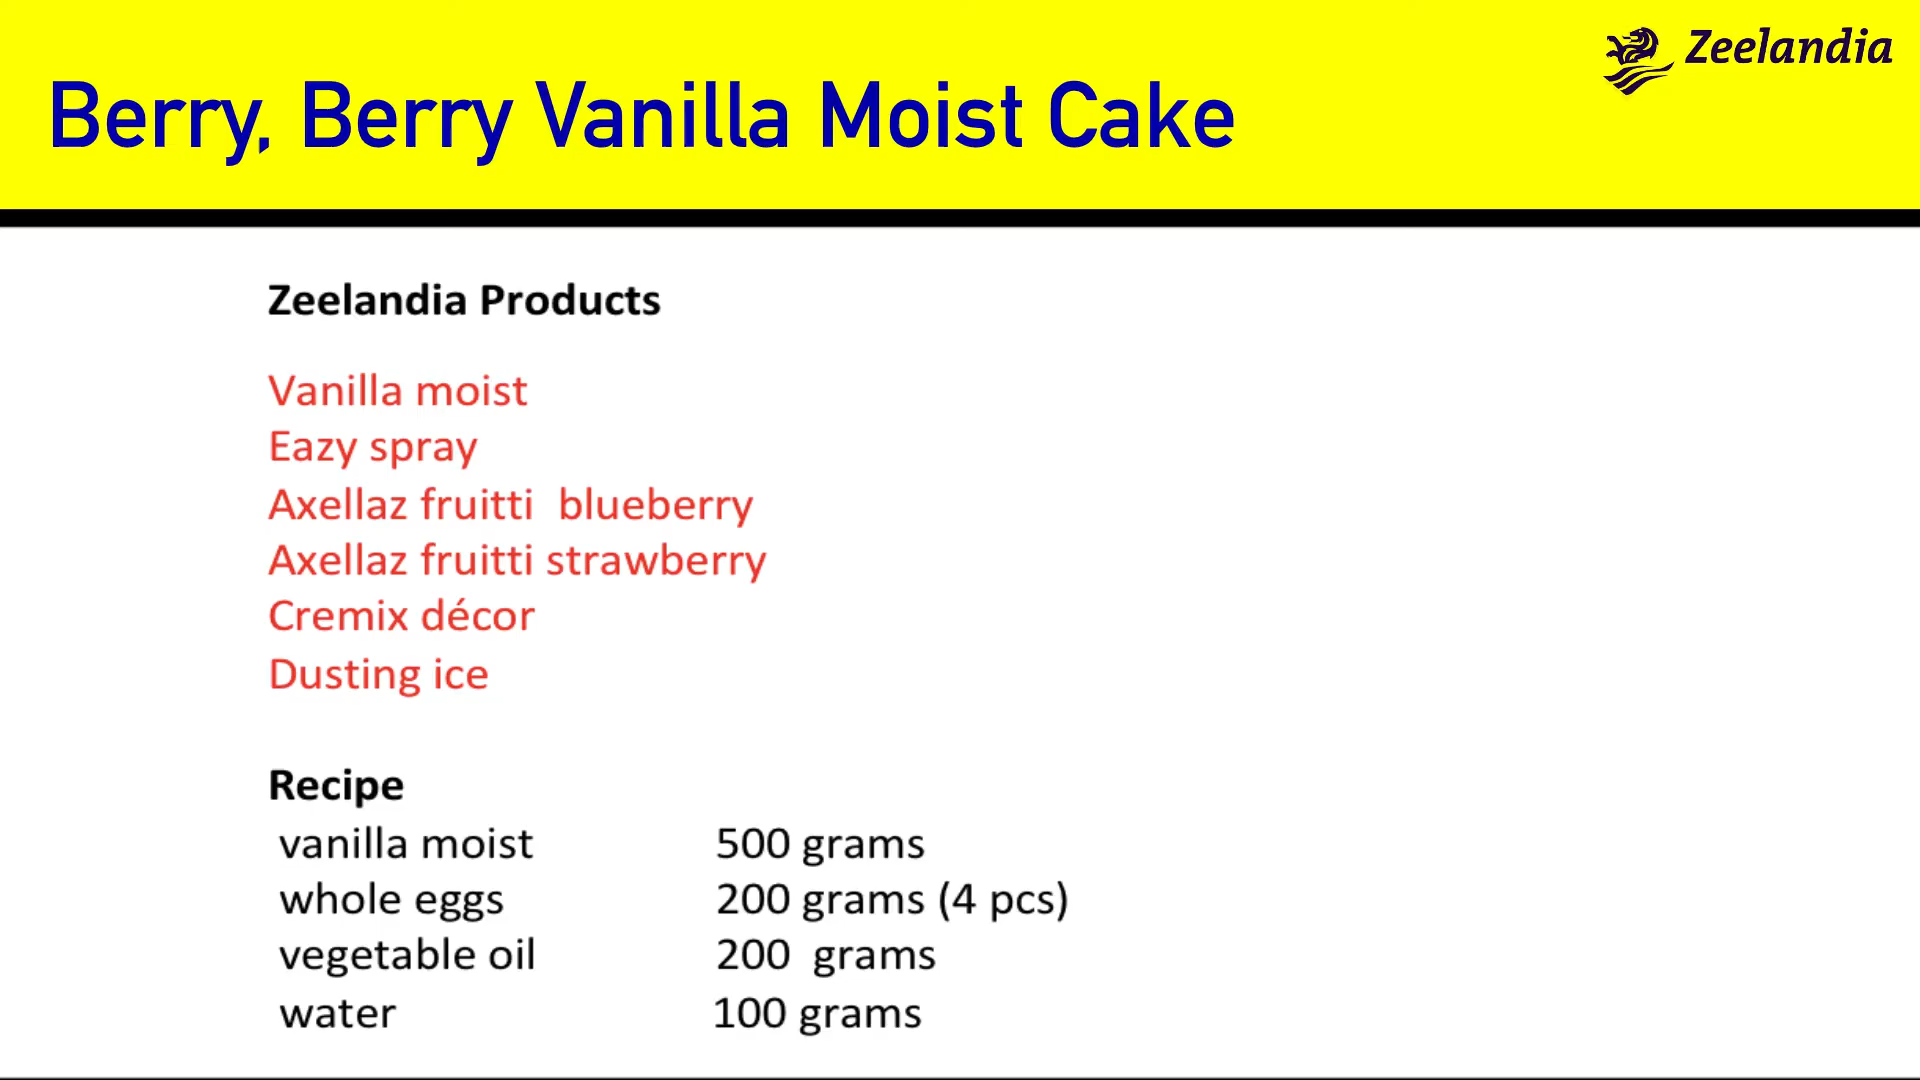 Zeelandia
Berry, Berry Vanilla Moist Cake
Zeelandia Products
Vanilla moist
Eazy spray
Axellaz fruitti  blueberry
Axellaz fruitti strawberry
Cremix décor
Dusting ice
Recipe
vanilla moist 500 grams
whole eggs 200 grams (4 pcs)
vegetable oil 200  grams
water 100 grams